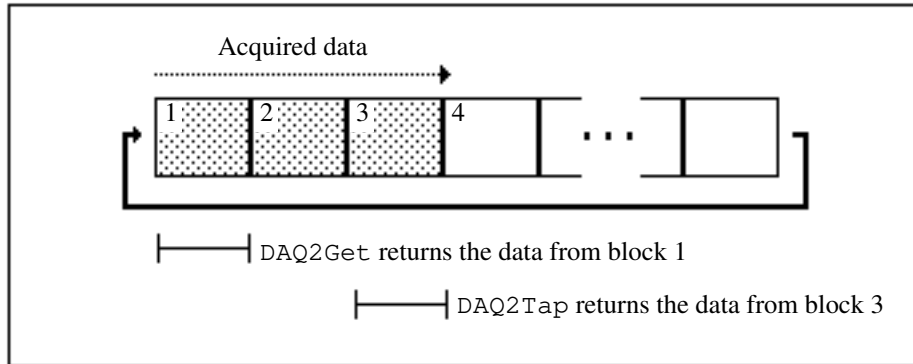 Acquired data
1 2 3 4
DAQ2Get returns the data from block 1
DAQ2Tap returns the data from block 3